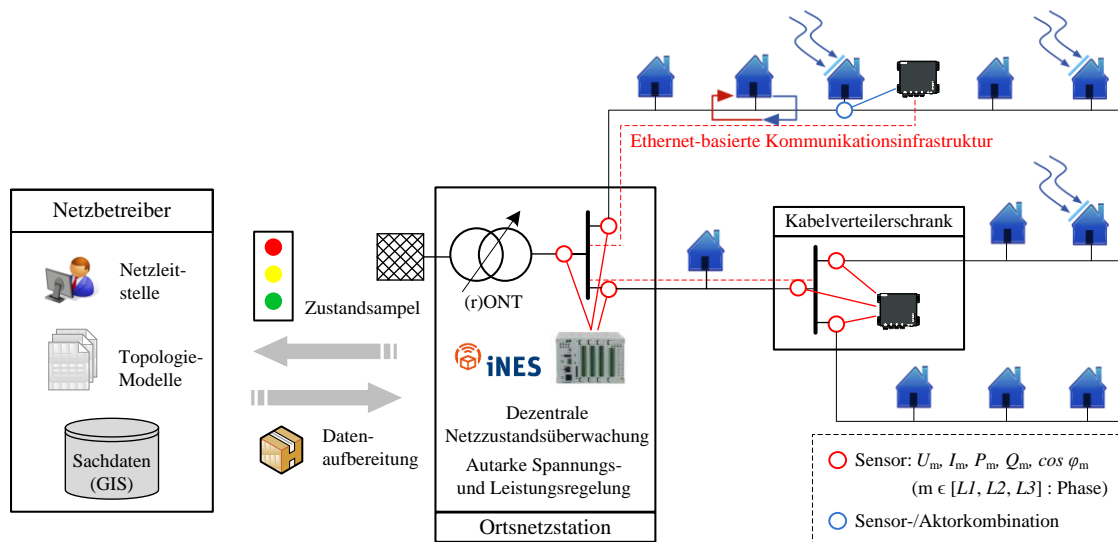 Ethernet-basierte Kommunikationsinfrastruktur
Netzbetreiber
Netzleit-
stelle
Topologie-
Modelle
Sachdaten
(GIS)
Zustandsampel
Daten-
aufbereitung
(r)ONT
iNES
Dezentrale
Netzzustandsüberwachung
Autarke Spannungs-
und Leistungsregelung
Ortsnetzstation
Kabelverteilerschrank
Sensor: Um, Im, Pm, Qm, cos φm
(m ϵ [L1, L2, L3] : Phase)
Sensor-/Aktorkombination